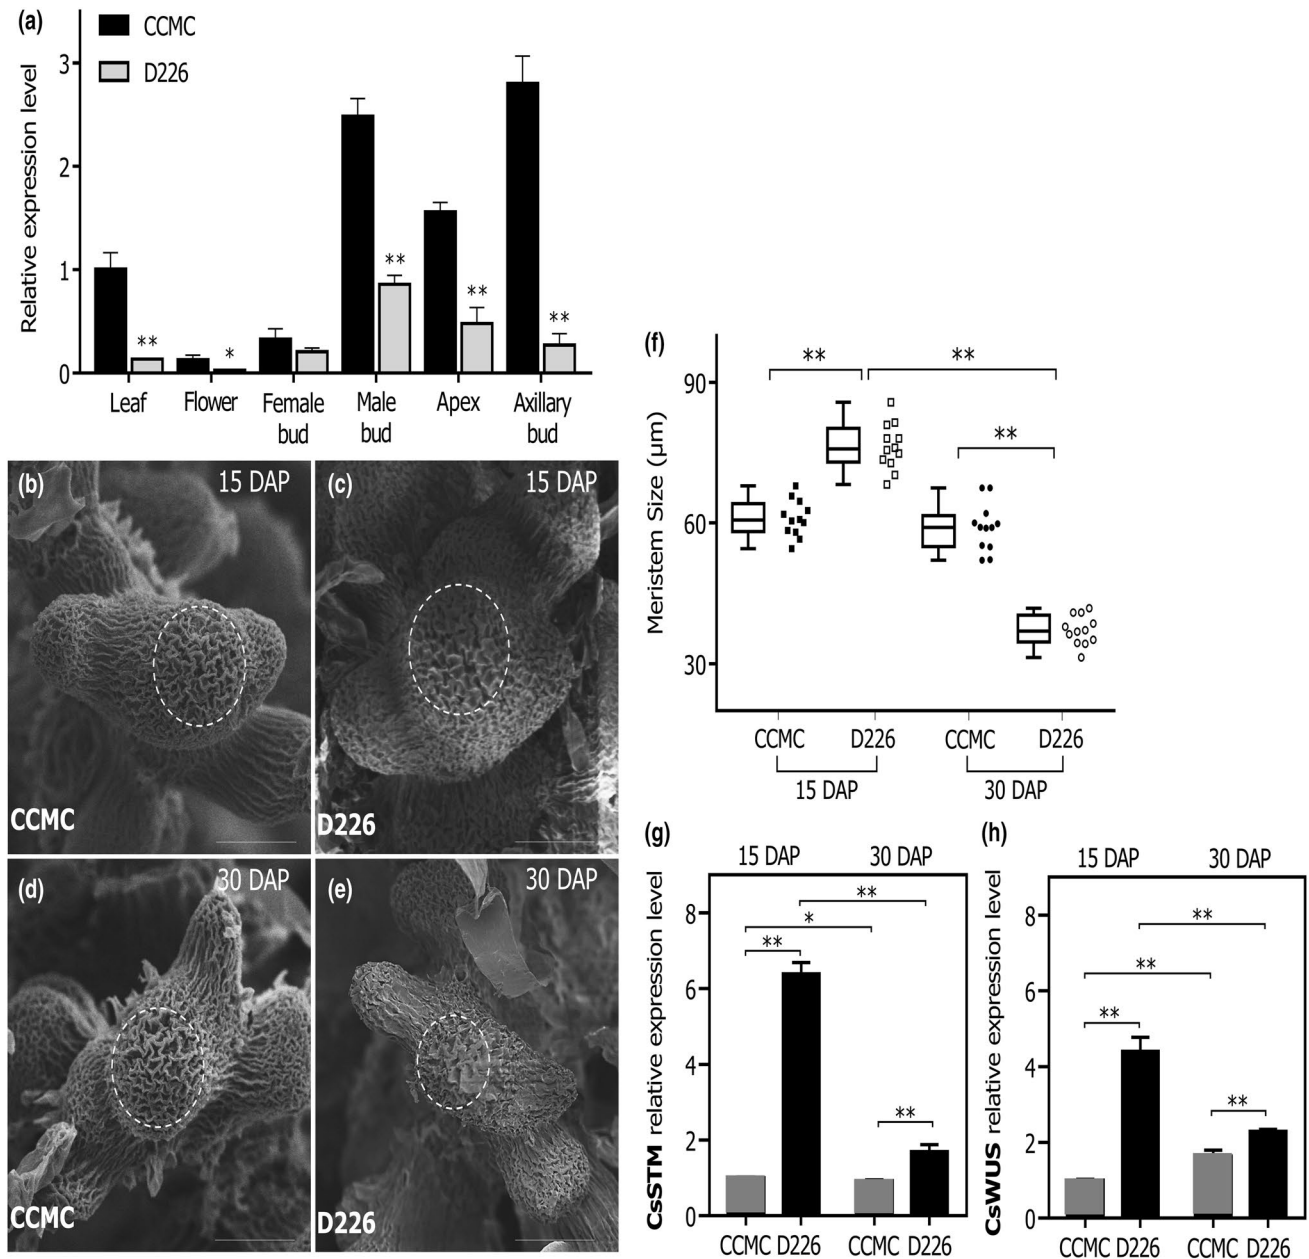 (a)
CCMC
D226
Relative expression level
3
2
1
0
**
*
**
**
**
Leaf Flower Female bud Male bud Apex Axillary bud
(b)
15 DAP
CCMC
(c)
15 DAP
D226
(d)
30 DAP
CCMC
(e)
30 DAP
D226
(f)
Meristem Size (μm)
90
60
30
**
**
**
CCMC D226 CCMC D226
15 DAP 30 DAP
(g)
15 DAP 30 DAP
CsSTM relative expression level
8
6
4
2
0
**
*
**
**
CCMC D226 CCMC D226
(h)
15 DAP 30 DAP
CsWUS relative expression level
8
6
4
2
0
**
**
**
**
CCMC D226 CCMC D226